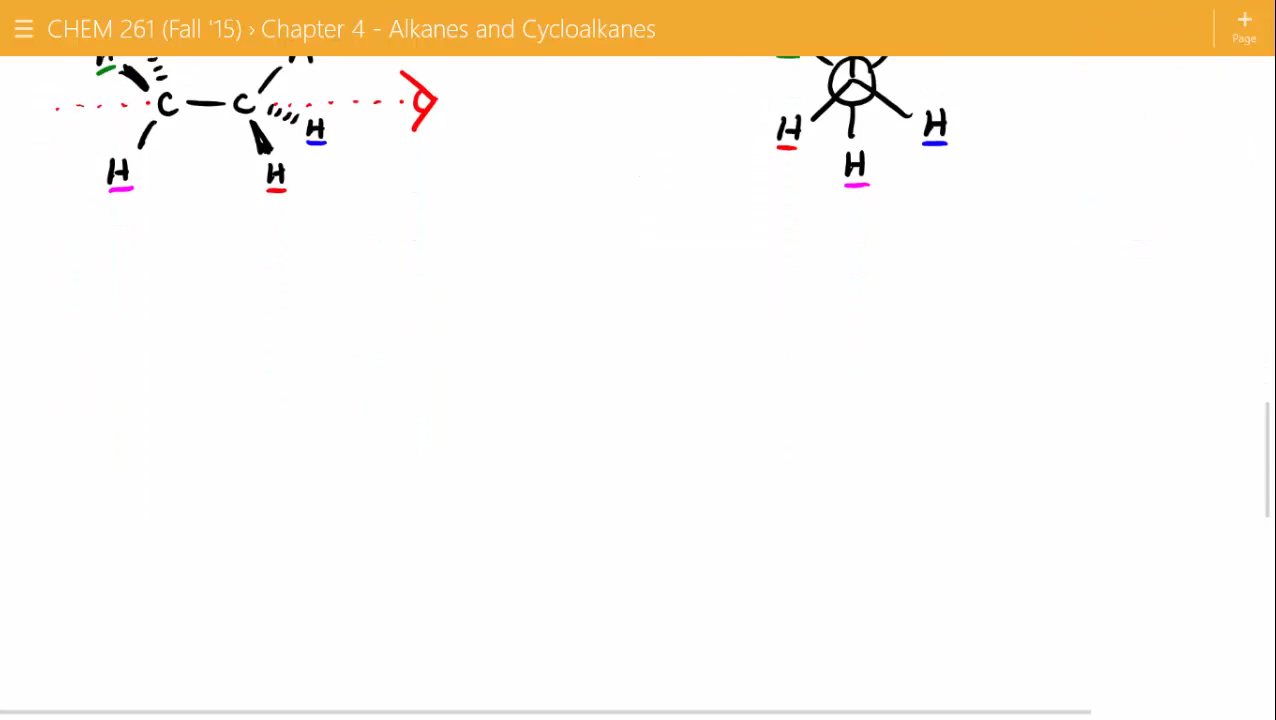 CHEM 261 (Fall '15) › Chapter 4 - Alkanes and Cycloalkanes
Page
C C
H
H H
H H
H